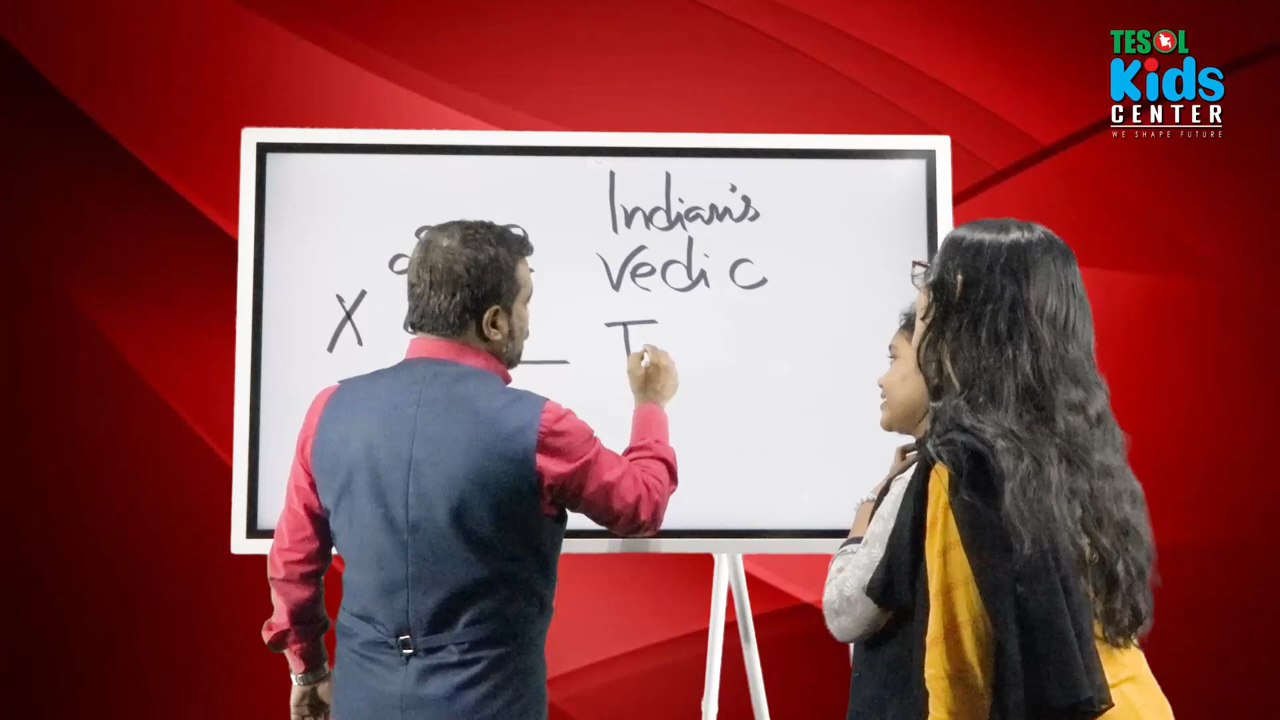 TESOL
Kids
CENTER
WE SHAPE FUTURE
Indian's
Vedic
T
X